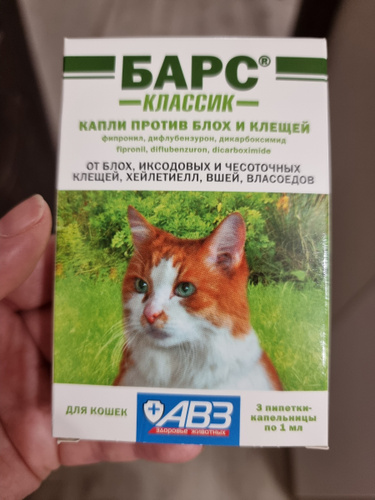 БАРС®
КЛАССИК
КАПЛИ ПРОТИВ БЛОХ И КЛЕЩЕЙ
фипронил, дифлубензурон, дикарбоксимид
fipronil, diflubenzuron, dicarboximide
ОТ БЛОХ, ИКСОДОВЫХ И ЧЕСОТОЧНЫХ
КЛЕЩЕЙ, ХЕЙЛЕТИЕЛЛ, ВШЕЙ, ВЛАСОЕДОВ
ДЛЯ КОШЕК
АВЗ
здоровье животных
3 пипетки-
капельницы
по 1 мл